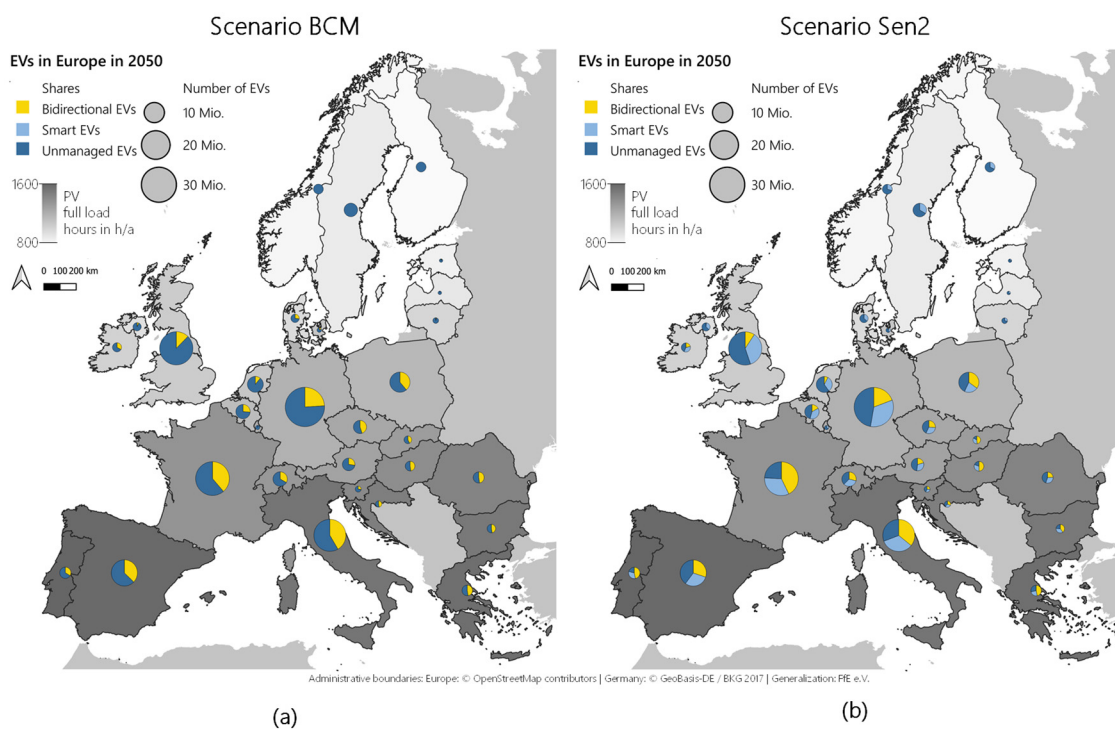 Scenario BCM
Scenario Sen2
EVs in Europe in 2050
Shares
Number of EVs
Bidirectional EVs
10 Mio.
Smart EVs
20 Mio.
Unmanaged EVs
30 Mio.
1600
PV
full load
hours in h/a
800
0 100 200 km
EVs in Europe in 2050
Shares
Number of EVs
Bidirectional EVs
10 Mio.
Smart EVs
20 Mio.
Unmanaged EVs
30 Mio.
1600
PV
full load
hours in h/a
800
0 100 200 km
Administrative boundaries: Europe: © OpenStreetMap contributors | Germany: © GeoBasis-DE / BKG 2017 | Generalization: FfE e.V.
(a)
(b)